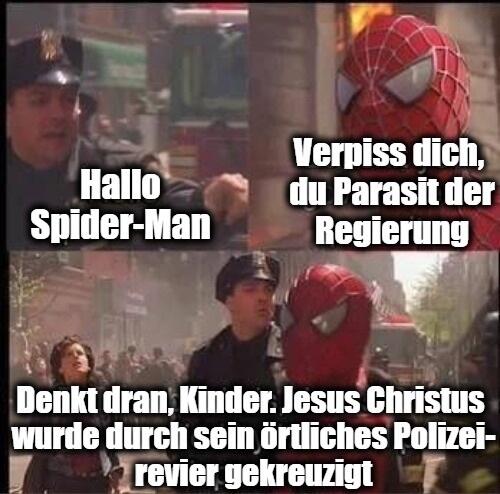 Hallo
Spider-Man
Verpiss dich,
du Parasit der
Regierung
Denkt dran, Kinder. Jesus Christus
wurde durch sein örtliches Polizei-
revier gekreuzigt